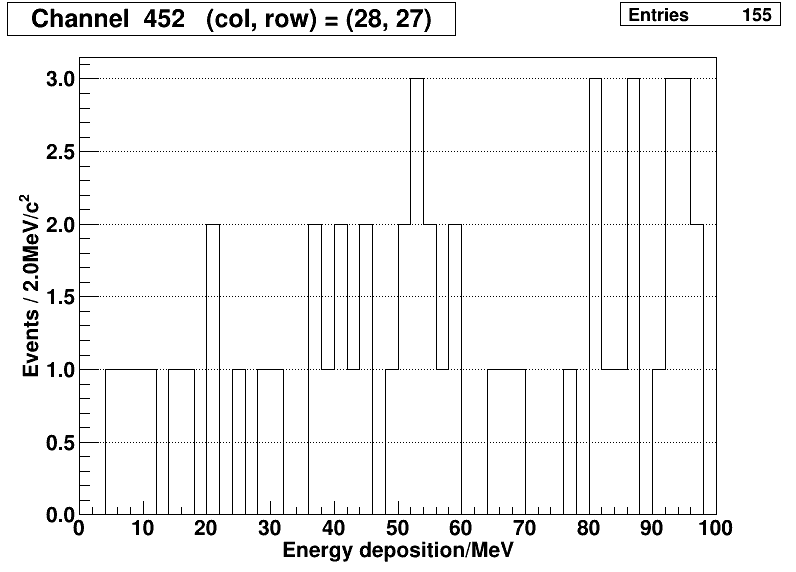 Channel  452   (col, row) = (28, 27)
Entries 155
Events / 2.0MeV/c²
3.0
2.5
2.0
1.5
1.0
0.5
0.0
0 10 20 30 40 50 60 70 80 90 100
Energy deposition/MeV